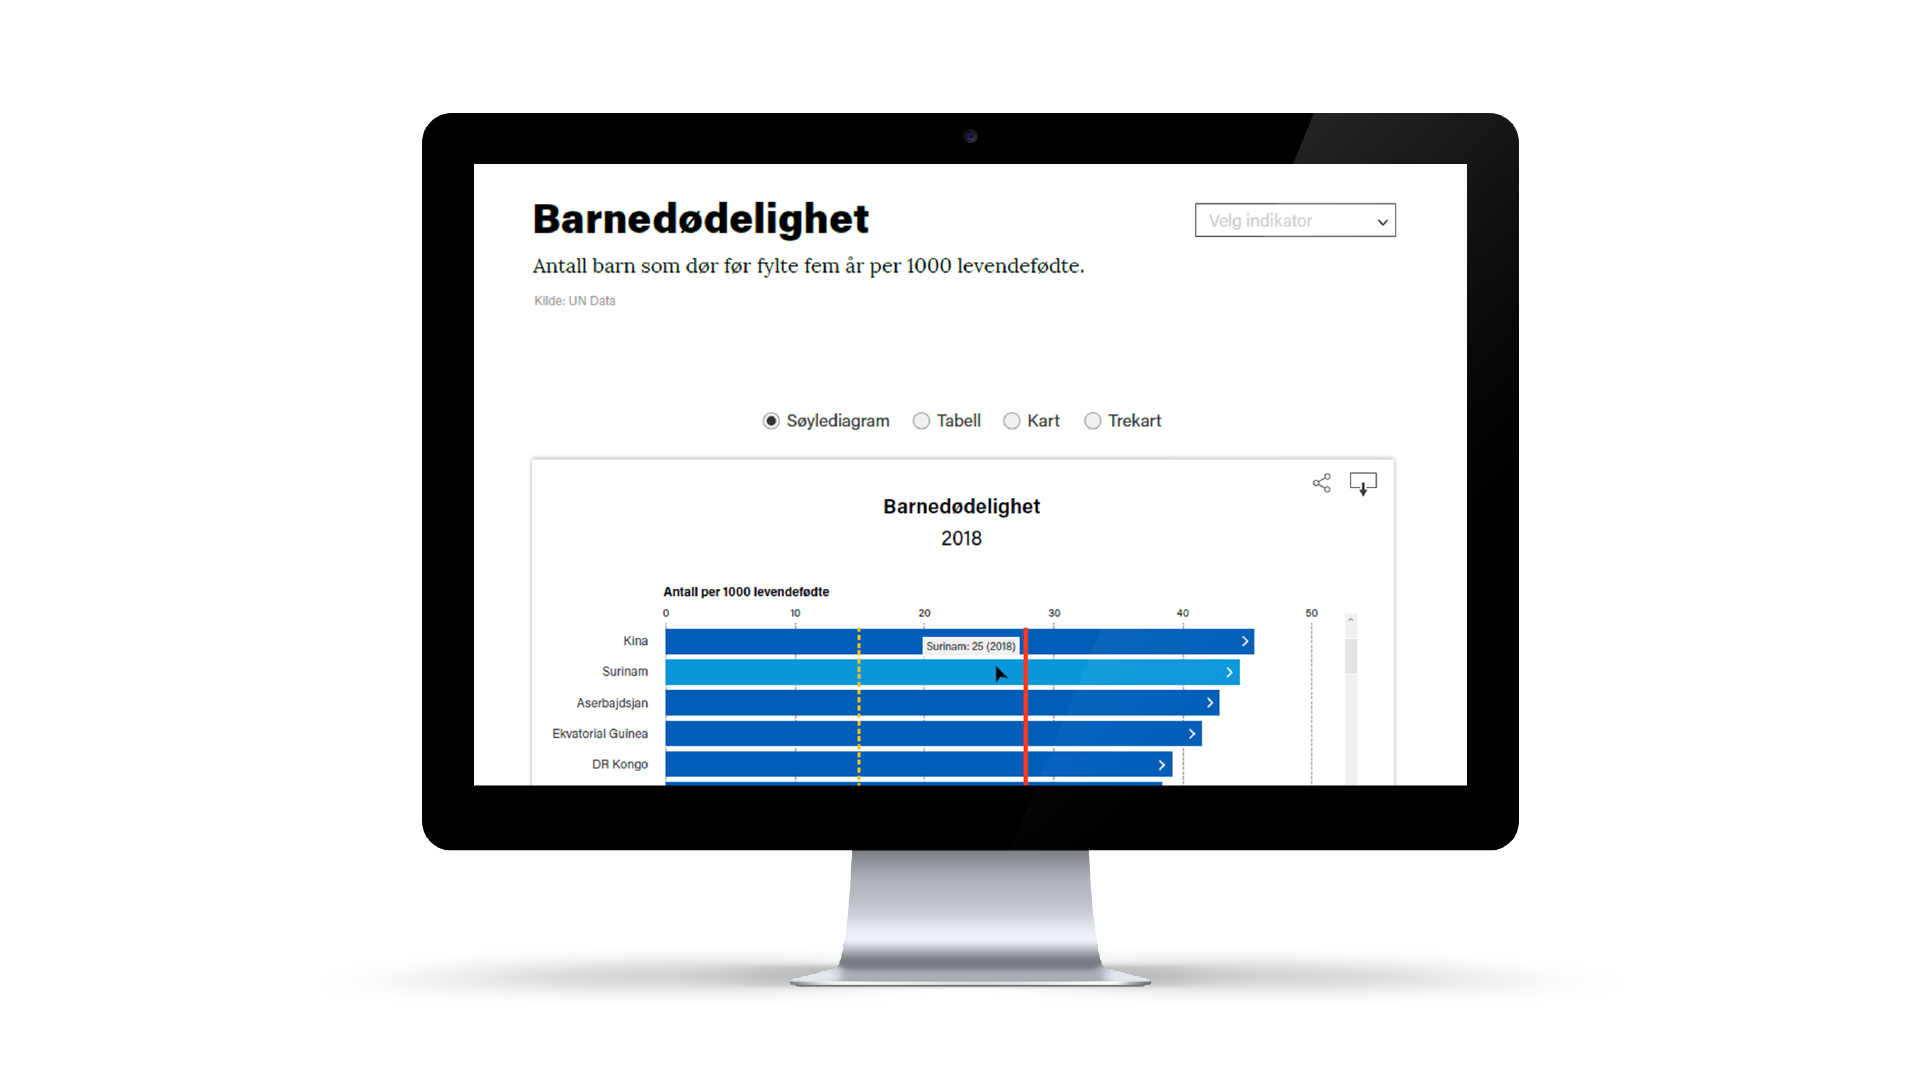 Barnedødelighet
Velg indikator
Antall barn som dør før fylte fem år per 1000 levendefødte.
Kilde: UN Data
Søylediagram Tabell Kart Trekart
Barnedødelighet
2018
Antall per 1000 levendefødte
0 10 20 30 40 50
Kina
Surinam: 25 (2018)
Surinam
Aserbajdsjan
Ekvatorial Guinea
DR Kongo